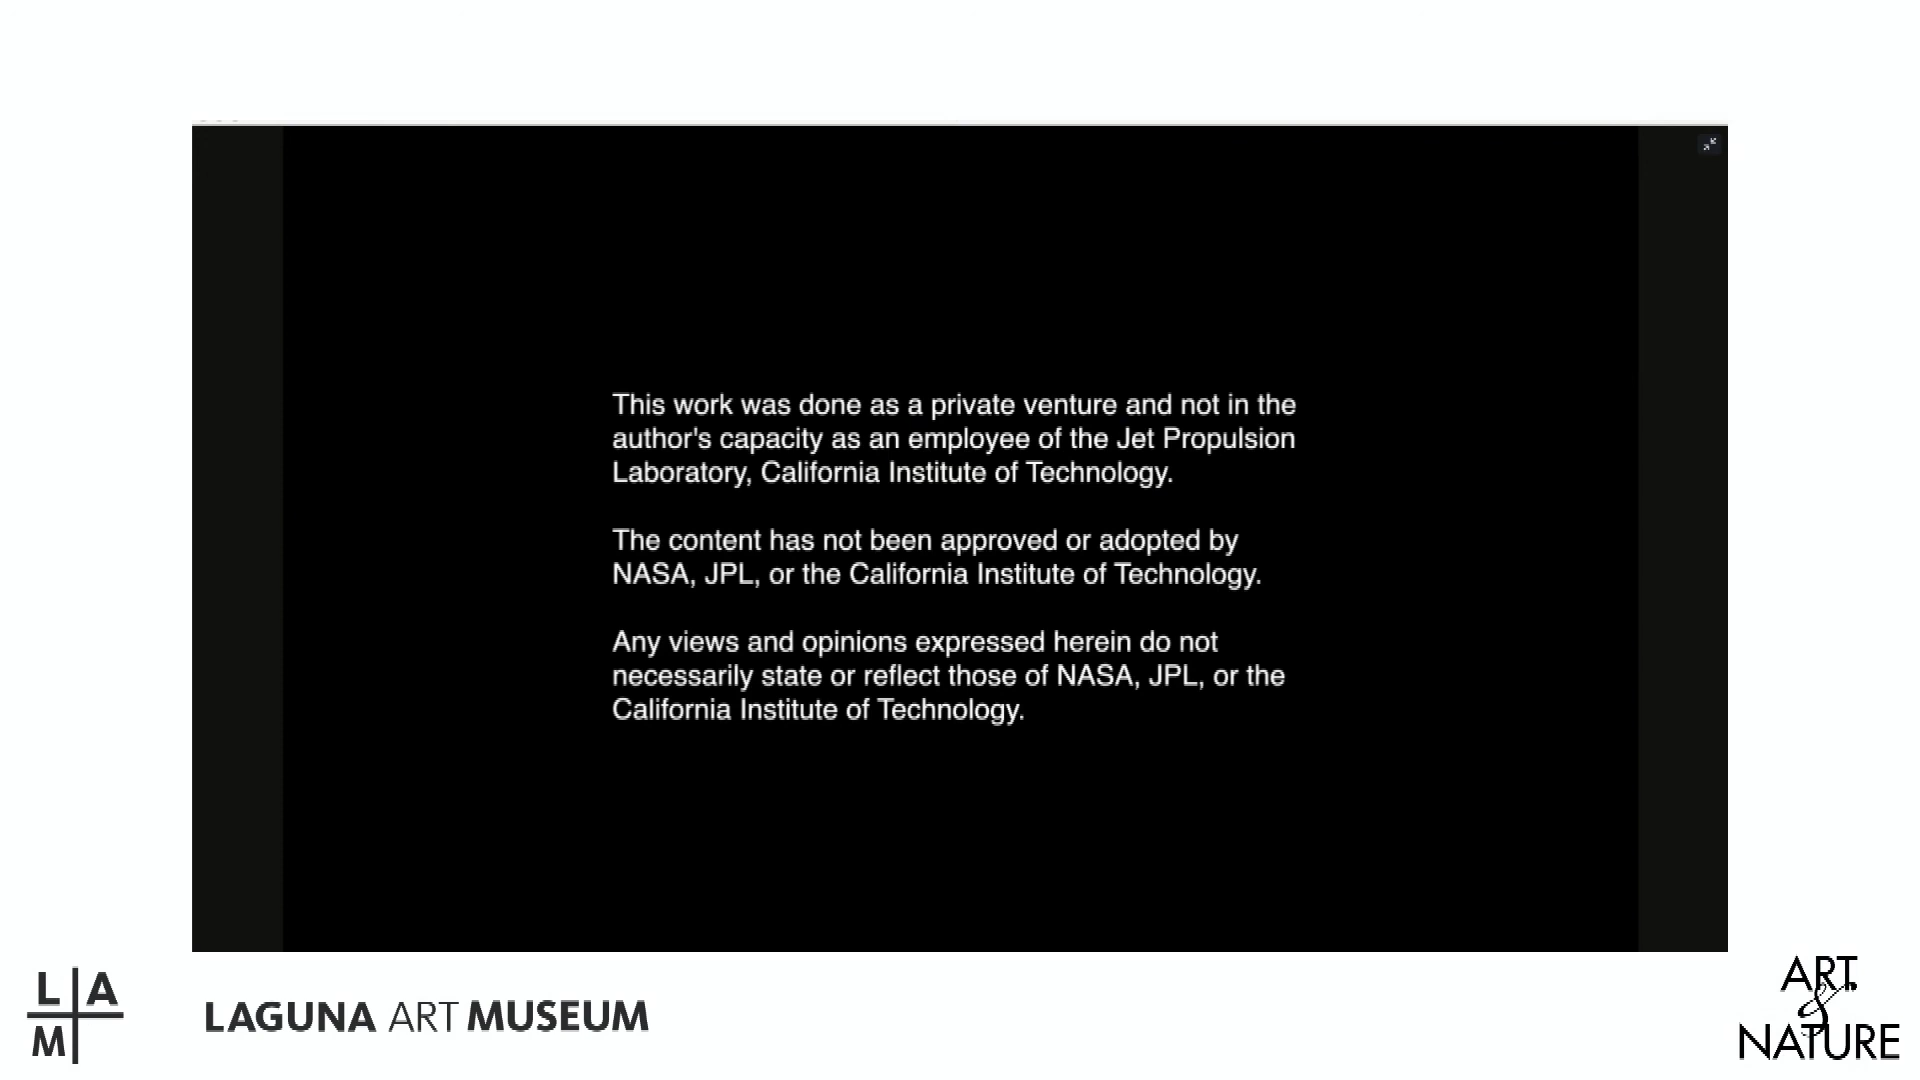 This work was done as a private venture and not in the
author's capacity as an employee of the Jet Propulsion
Laboratory, California Institute of Technology.
The content has not been approved or adopted by
NASA, JPL, or the California Institute of Technology.
Any views and opinions expressed herein do not
necessarily state or reflect those of NASA, JPL, or the
California Institute of Technology.
L A
M
LAGUNA ART MUSEUM
ART
&
NATURE